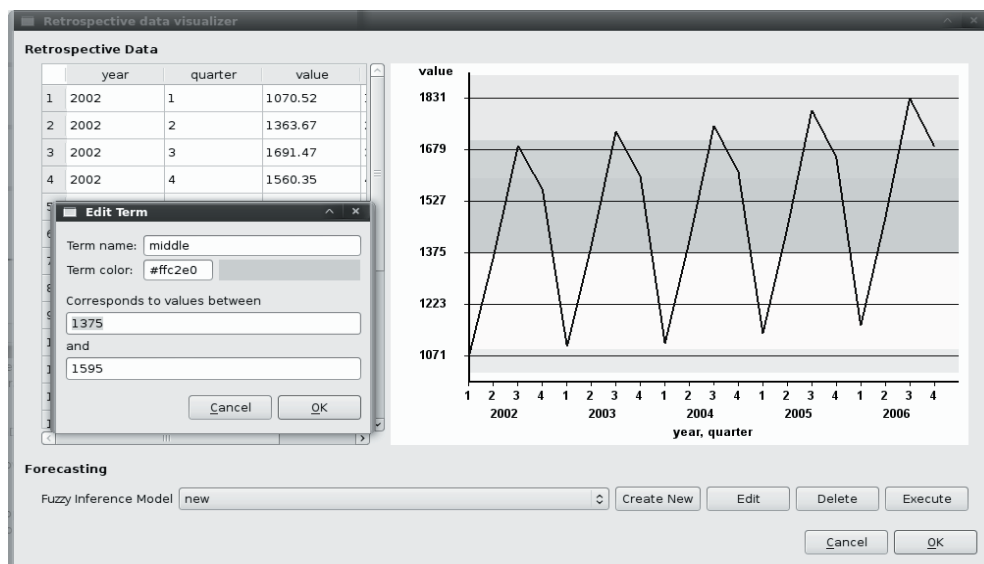 Retrospective data visualizer
Retrospective Data
year quarter value
1 2002 1 1070.52
2 2002 2 1363.67
3 2002 3 1691.47
4 2002 4 1560.35
Edit Term
Term name: middle
Term color: #ffc2e0
Corresponds to values between
1375
and
1595
Cancel OK
value
1831
1679
1527
1375
1223
1071
1 2 3 4 1 2 3 4 1 2 3 4 1 2 3 4 1 2 3 4
2002 2003 2004 2005 2006
year, quarter
Forecasting
Fuzzy Inference Model new Create New Edit Delete Execute
Cancel OK